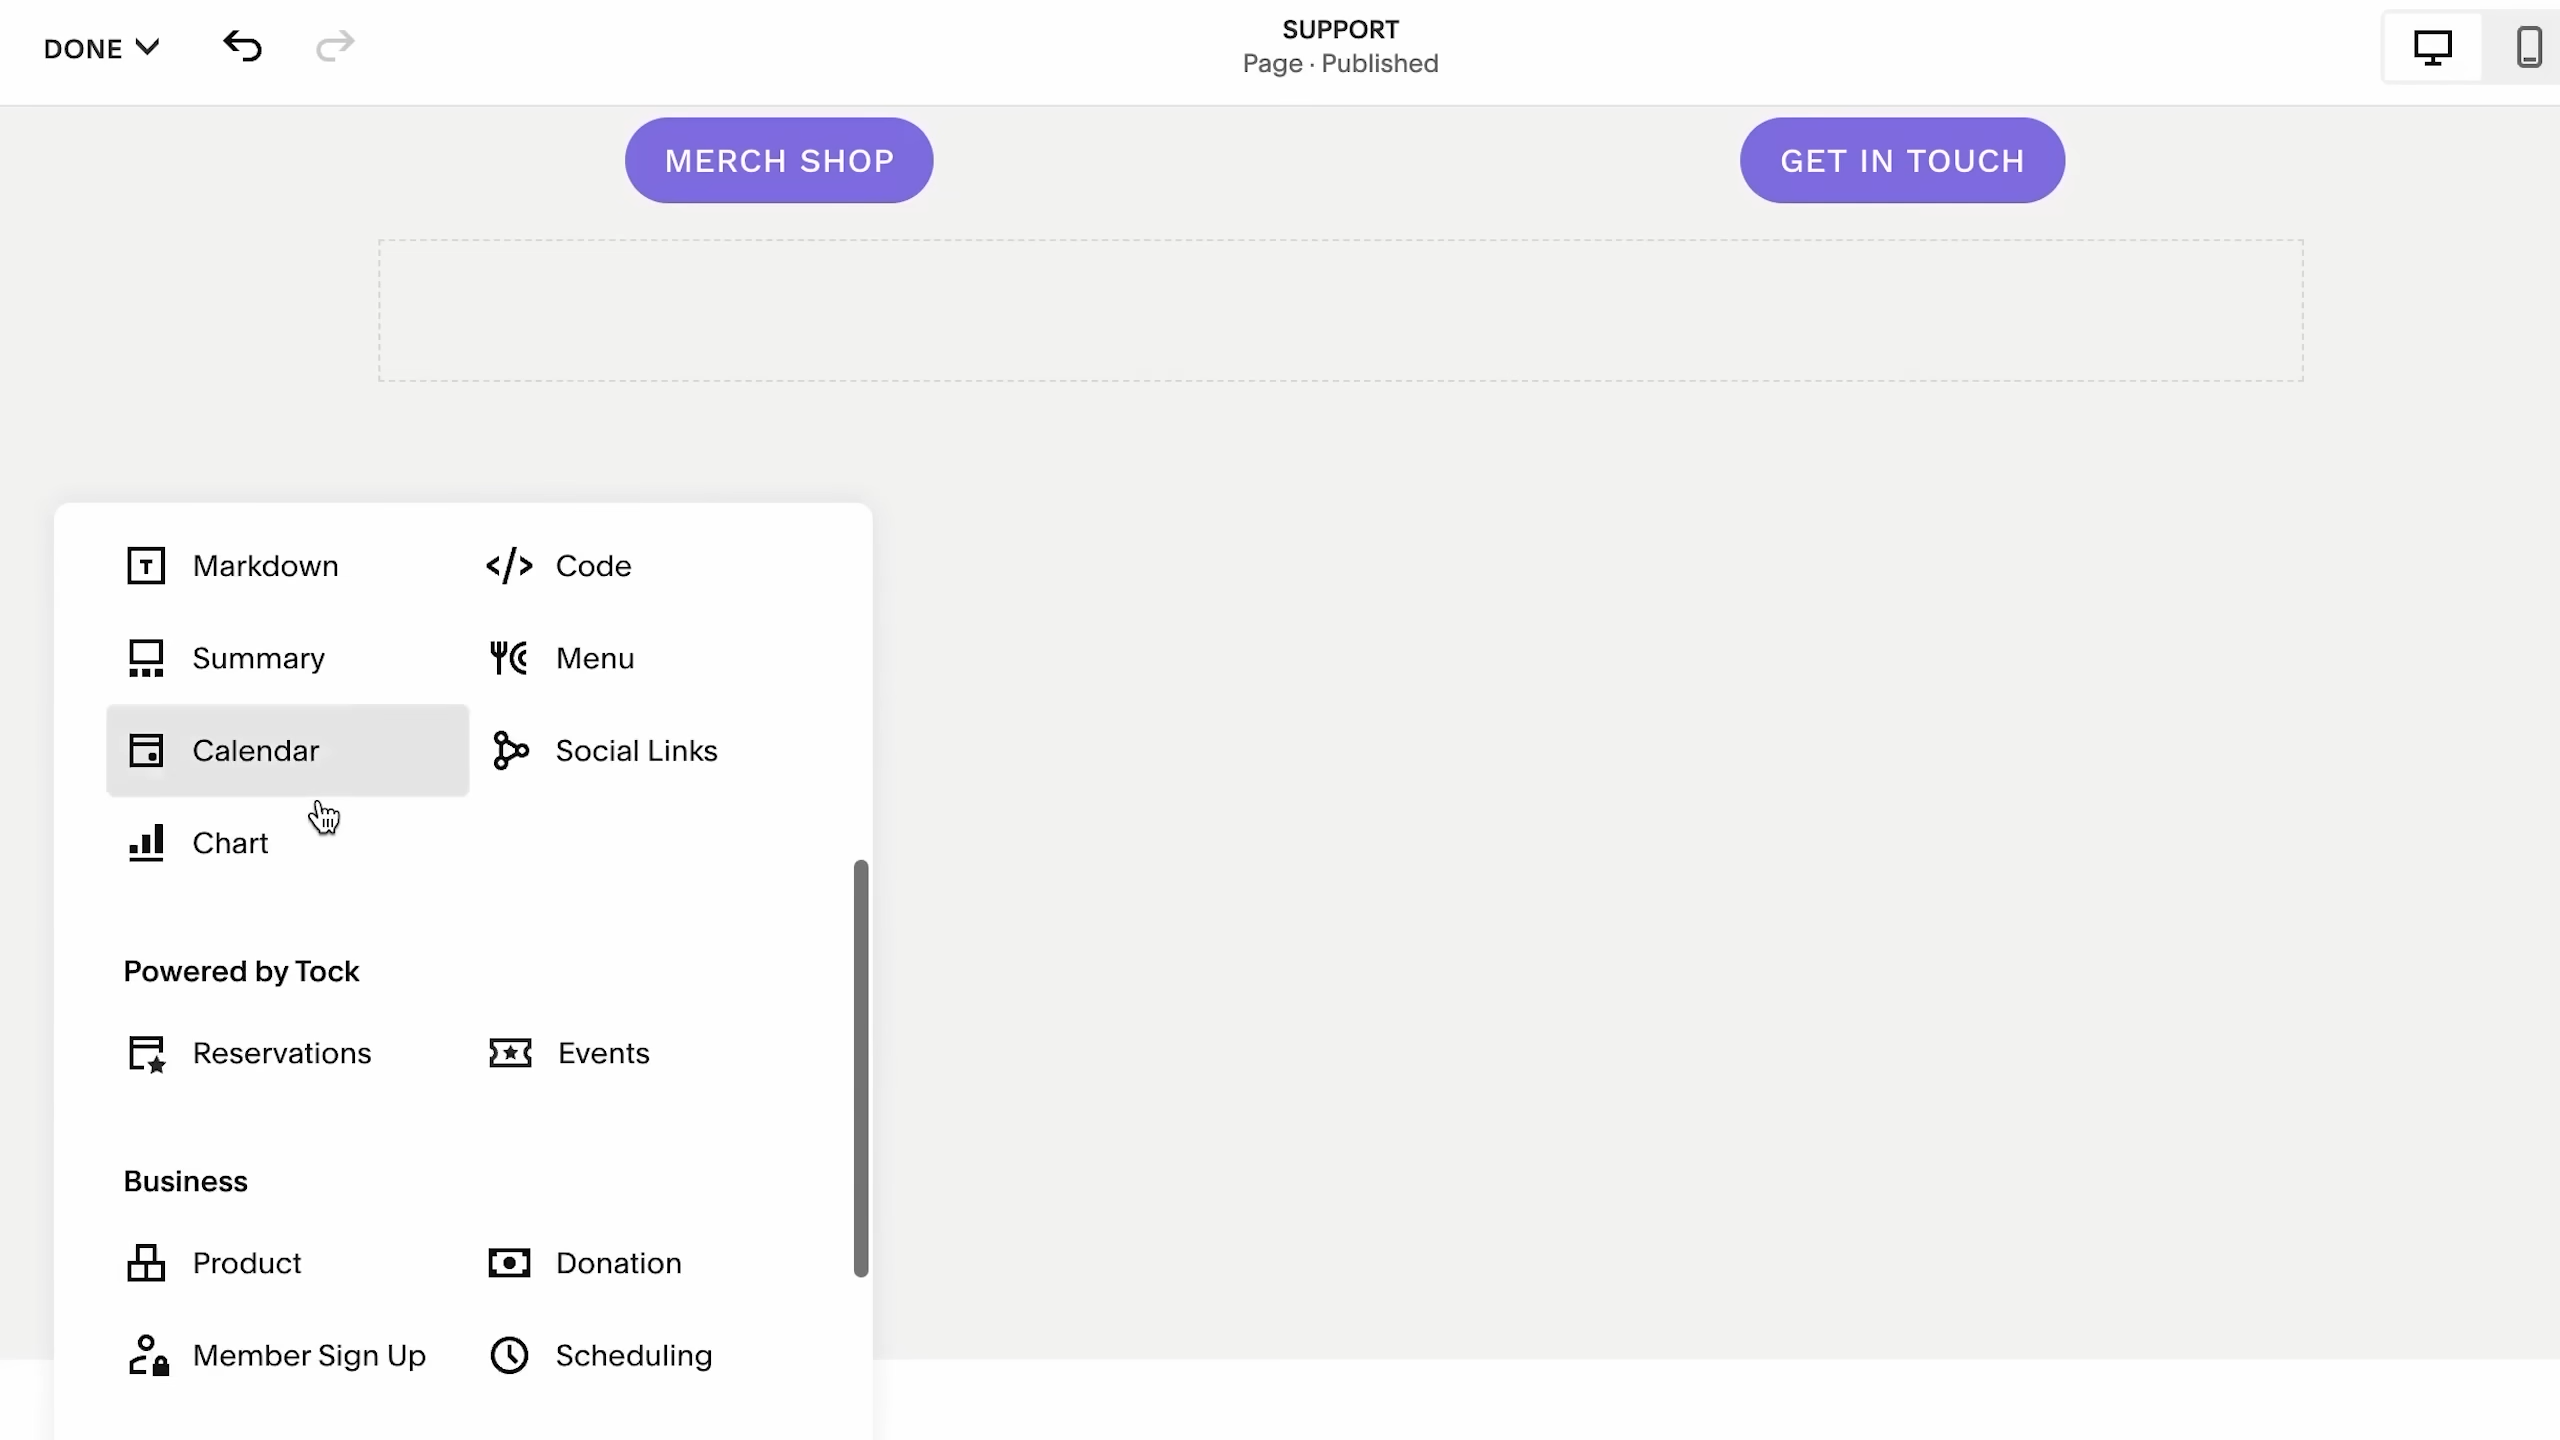 DONE
SUPPORT
Page · Published
MERCH SHOP
GET IN TOUCH
Markdown
Code
Summary
Menu
Calendar
Social Links
Chart
Powered by Tock
Reservations
Events
Business
Product
Donation
Member Sign Up
Scheduling